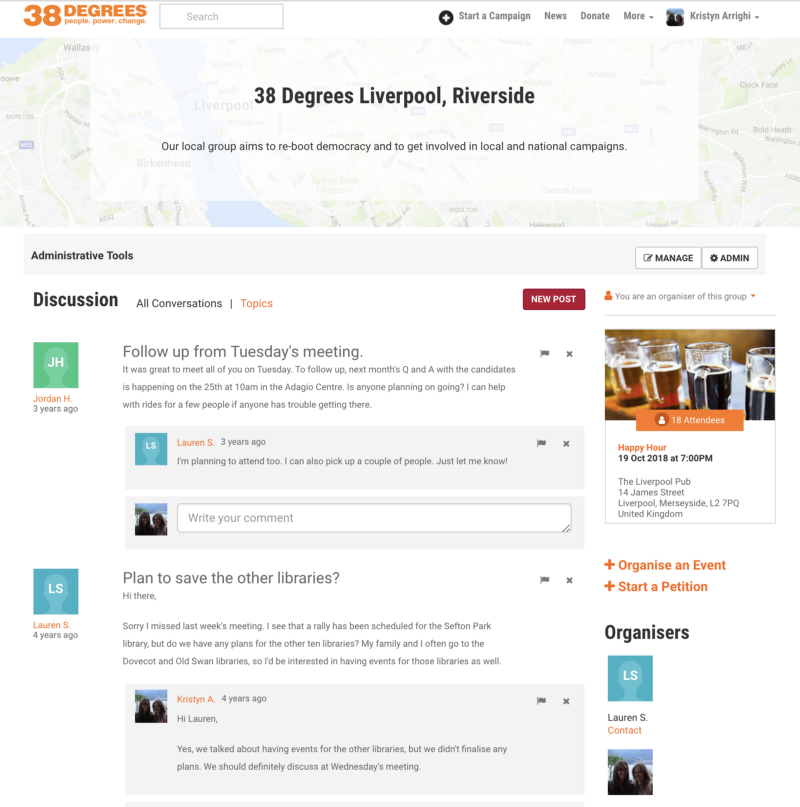 38 DEGREES
people. power. change.
Search
Start a Campaign
News
Donate
More
Kristyn Arrighi
Wallasey
Liverpool
Birkenhead
Sefton Park
Clock Face
Bold Heath
Warrington Rd
WOOLTON
Halewood
38 Degrees Liverpool, Riverside
Our local group aims to re-boot democracy and to get involved in local and national campaigns.
Administrative Tools
MANAGE
ADMIN
Discussion
All Conversations | Topics
NEW POST
You are an organiser of this group
JH
Jordan H.
3 years ago
Follow up from Tuesday's meeting.
It was great to meet all of you on Tuesday. To follow up, next month's Q and A with the candidates
is happening on the 25th at 10am in the Adagio Centre. Is anyone planning on going? I can help
with rides for a few people if anyone has trouble getting there.
LS
Lauren S. 3 years ago
I'm planning to attend too. I can also pick up a couple of people. Just let me know!
Write your comment
18 Attendees
Happy Hour
19 Oct 2018 at 7:00PM
The Liverpool Pub
14 James Street
Liverpool, Merseyside, L2 7PQ
United Kingdom
LS
Lauren S.
4 years ago
Plan to save the other libraries?
Hi there,
Sorry I missed last week's meeting. I see that a rally has been scheduled for the Sefton Park
library, but do we have any plans for the other ten libraries? My family and I often go to the
Dovecot and Old Swan libraries, so I'd be interested in having events for those libraries as well.
Kristyn A. 4 years ago
Hi Lauren,
Yes, we talked about having events for the other libraries, but we didn't finalise any
plans. We should definitely discuss at Wednesday's meeting.
Organise an Event
Start a Petition
Organisers
LS
Lauren S.
Contact